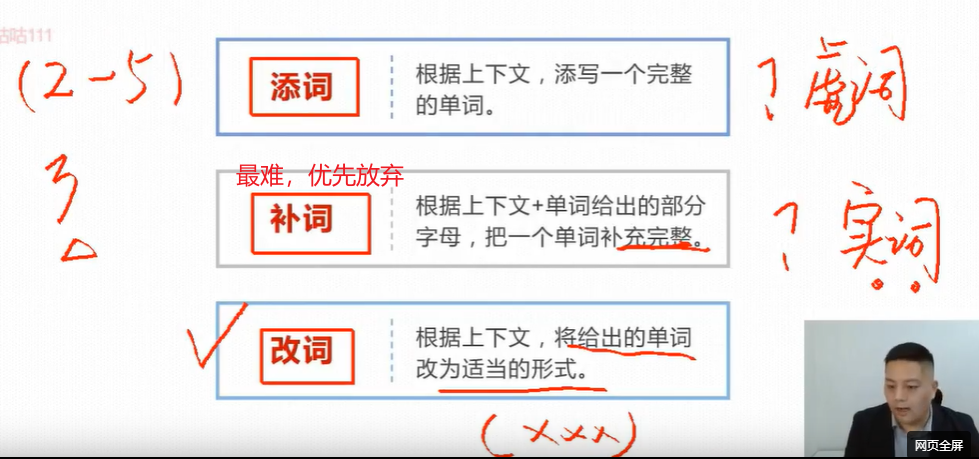 咕咕111
(2-5)
添词
根据上下文，添写一个完整
的单词。
? 虚词
3
最难，优先放弃
补词
根据上下文+单词给出的部分
字母，把一个单词补充完整。
? 实词
改词
根据上下文，将给出的单词
改为适当的形式。
(xxx)
网页全屏